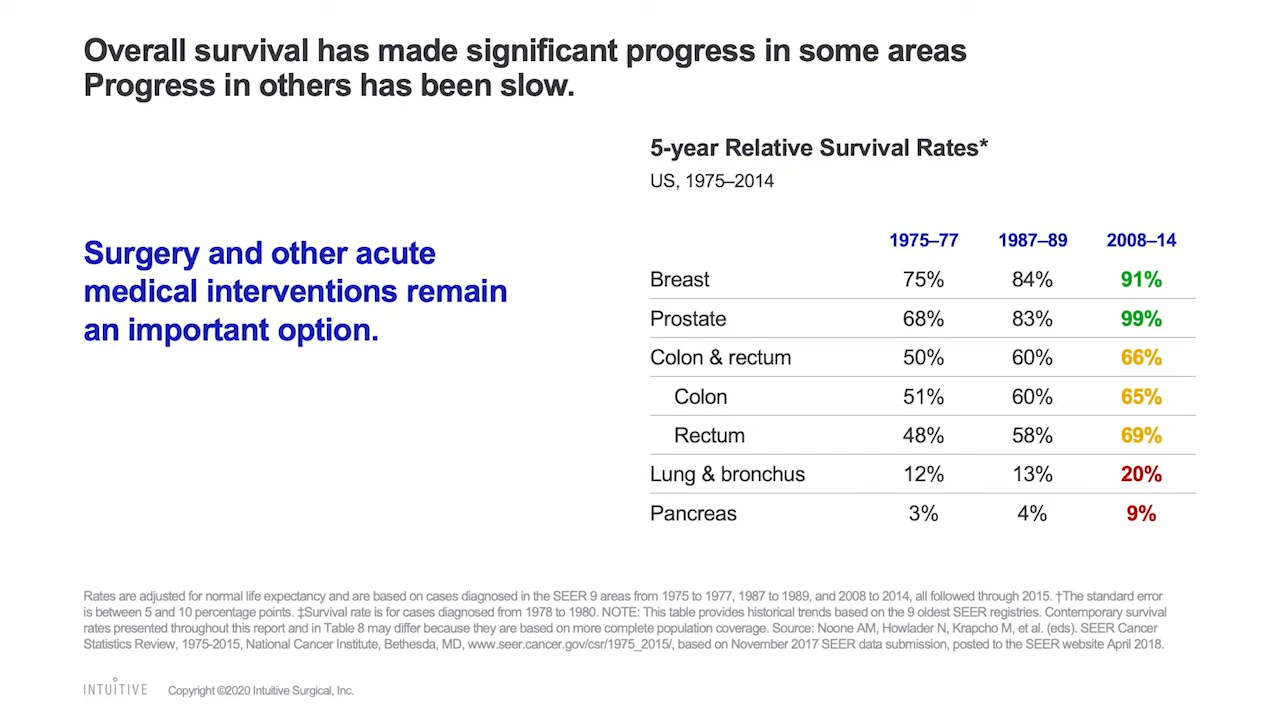 Overall survival has made significant progress in some areas
Progress in others has been slow.
Surgery and other acute
medical interventions remain
an important option.
5-year Relative Survival Rates*
US, 1975–2014
1975–77 1987–89 2008–14
Breast 75% 84% 91%
Prostate 68% 83% 99%
Colon & rectum 50% 60% 66%
Colon 51% 60% 65%
Rectum 48% 58% 69%
Lung & bronchus 12% 13% 20%
Pancreas 3% 4% 9%
Rates are adjusted for normal life expectancy and are based on cases diagnosed in the SEER 9 areas from 1975 to 1977, 1987 to 1989, and 2008 to 2014, all followed through 2015. †The standard error
is between 5 and 10 percentage points. ‡Survival rate is for cases diagnosed from 1978 to 1980. NOTE: This table provides historical trends based on the 9 oldest SEER registries. Contemporary survival
rates presented throughout this report and in Table 8 may differ because they are based on more complete population coverage. Source: Noone AM, Howlader N, Krapcho M, et al. (eds). SEER Cancer
Statistics Review, 1975-2015, National Cancer Institute, Bethesda, MD, www.seer.cancer.gov/csr/1975_2015/, based on November 2017 SEER data submission, posted to the SEER website April 2018.
INTUITIVE Copyright ©2020 Intuitive Surgical, Inc.